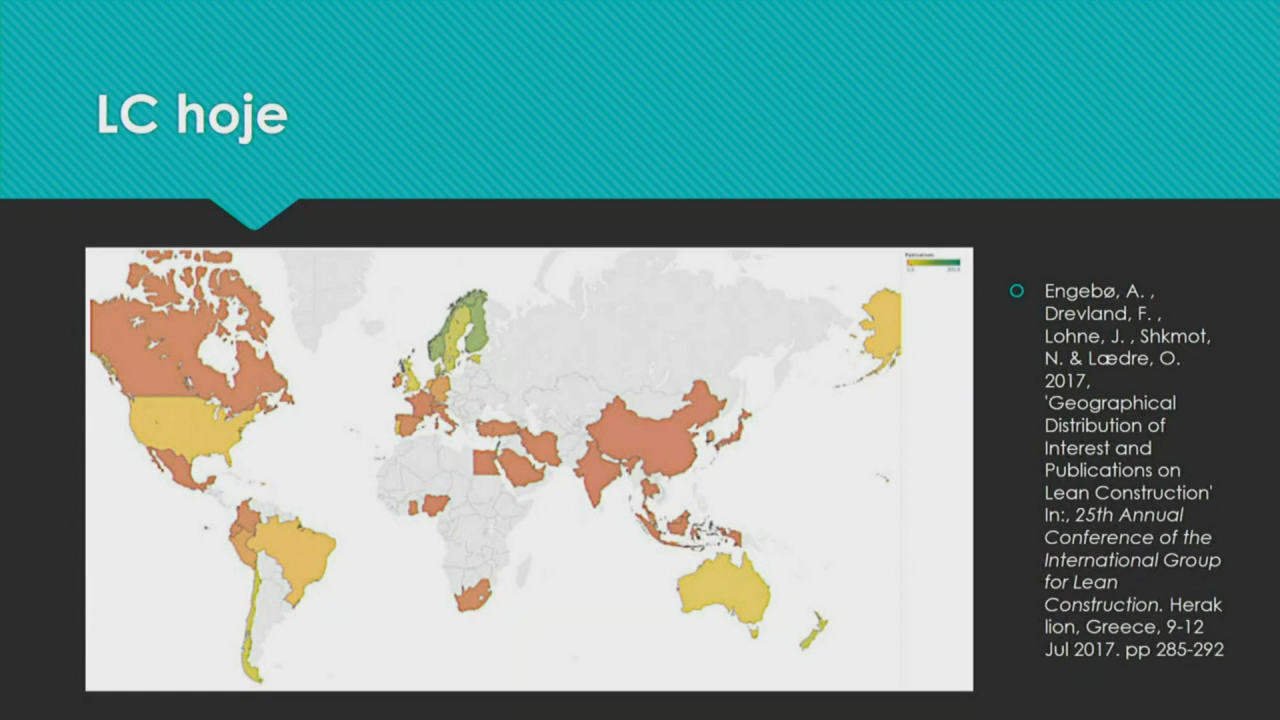 LC hoje
Publications
Engebø, A. ,
Drevland, F. ,
Lohne, J. , Shkmot,
N. & Lædre, O.
2017,
'Geographical
Distribution of
Interest and
Publications on
Lean Construction'
In:, 25th Annual
Conference of the
International Group
for Lean
Construction. Herak
lion, Greece, 9-12
Jul 2017. pp 285-292